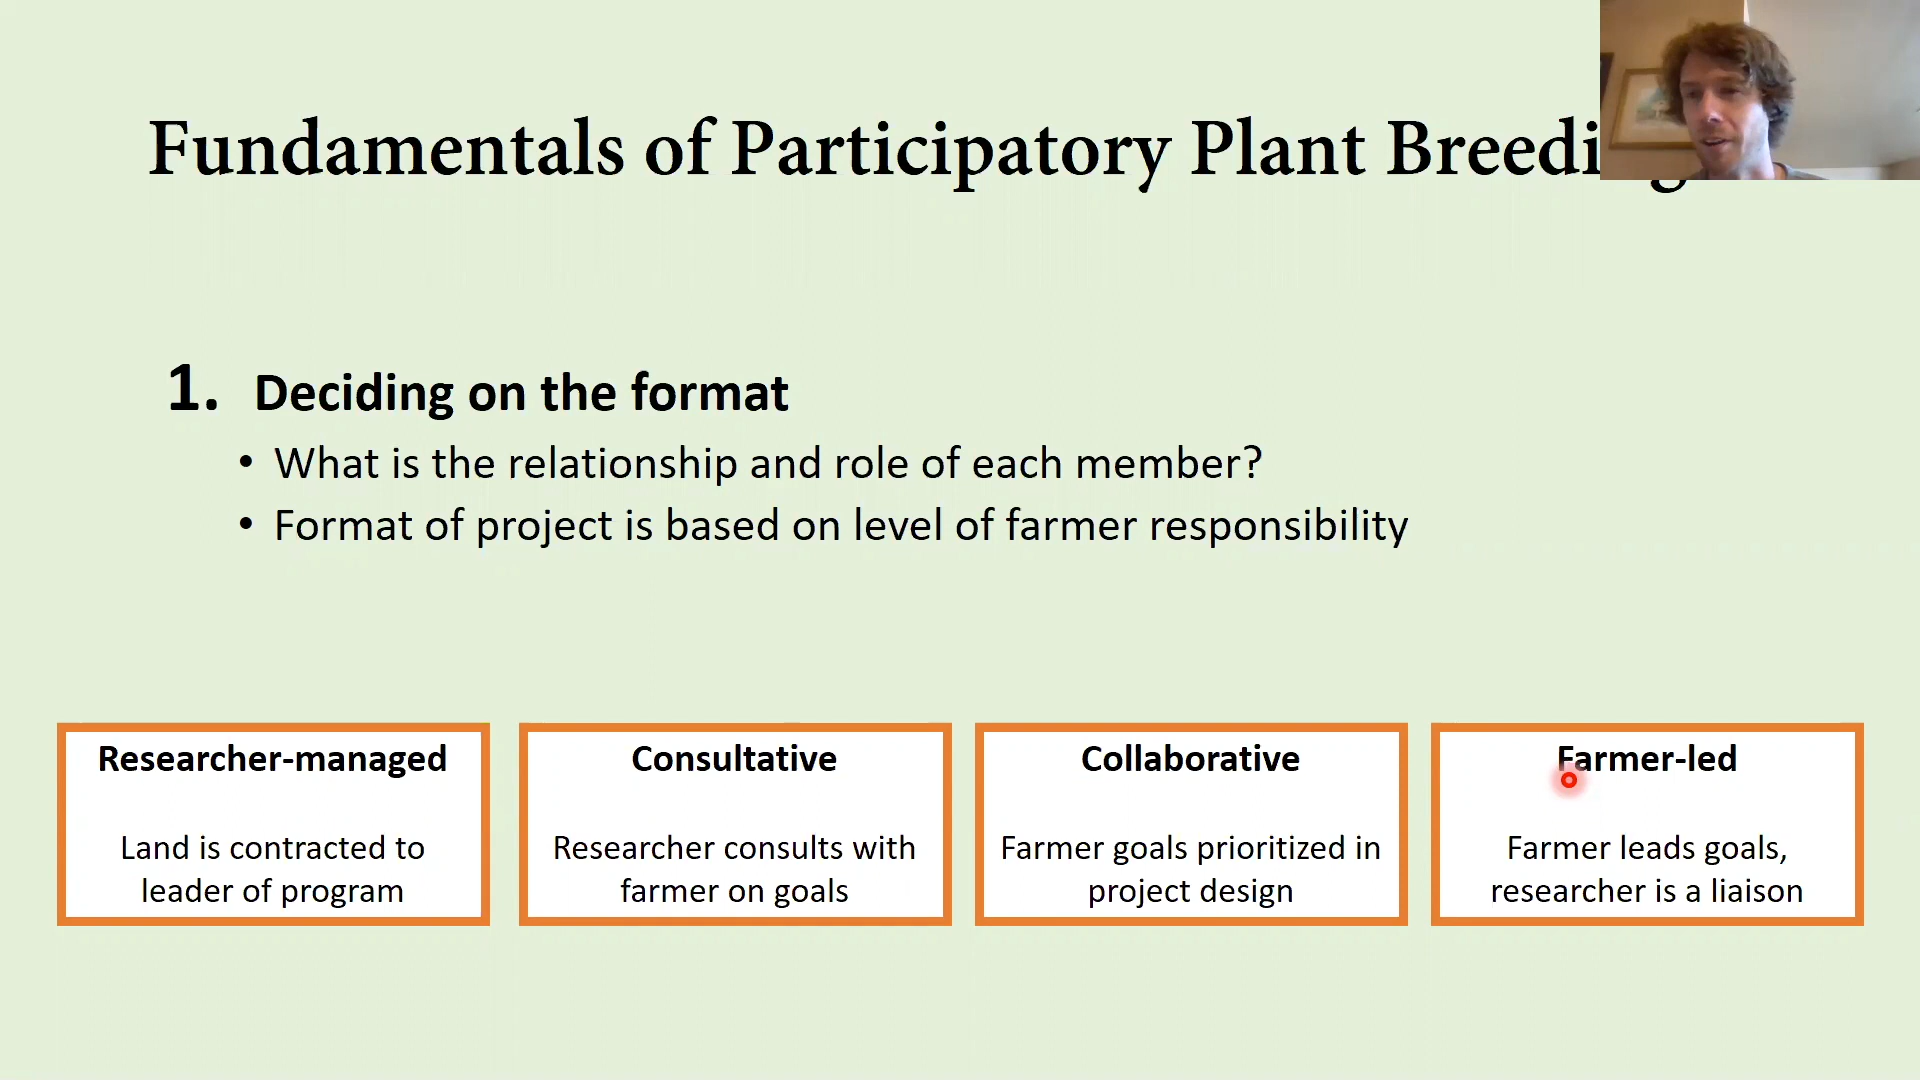 Fundamentals of Participatory Plant
1. Deciding on the format
• What is the relationship and role of each member?
• Format of project is based on level of farmer responsibility
Researcher-managed
Land is contracted to
leader of program
Consultative
Researcher consults with
farmer on goals
Collaborative
Farmer goals prioritized in
project design
Farmer-led
Farmer leads goals,
researcher is a liaison